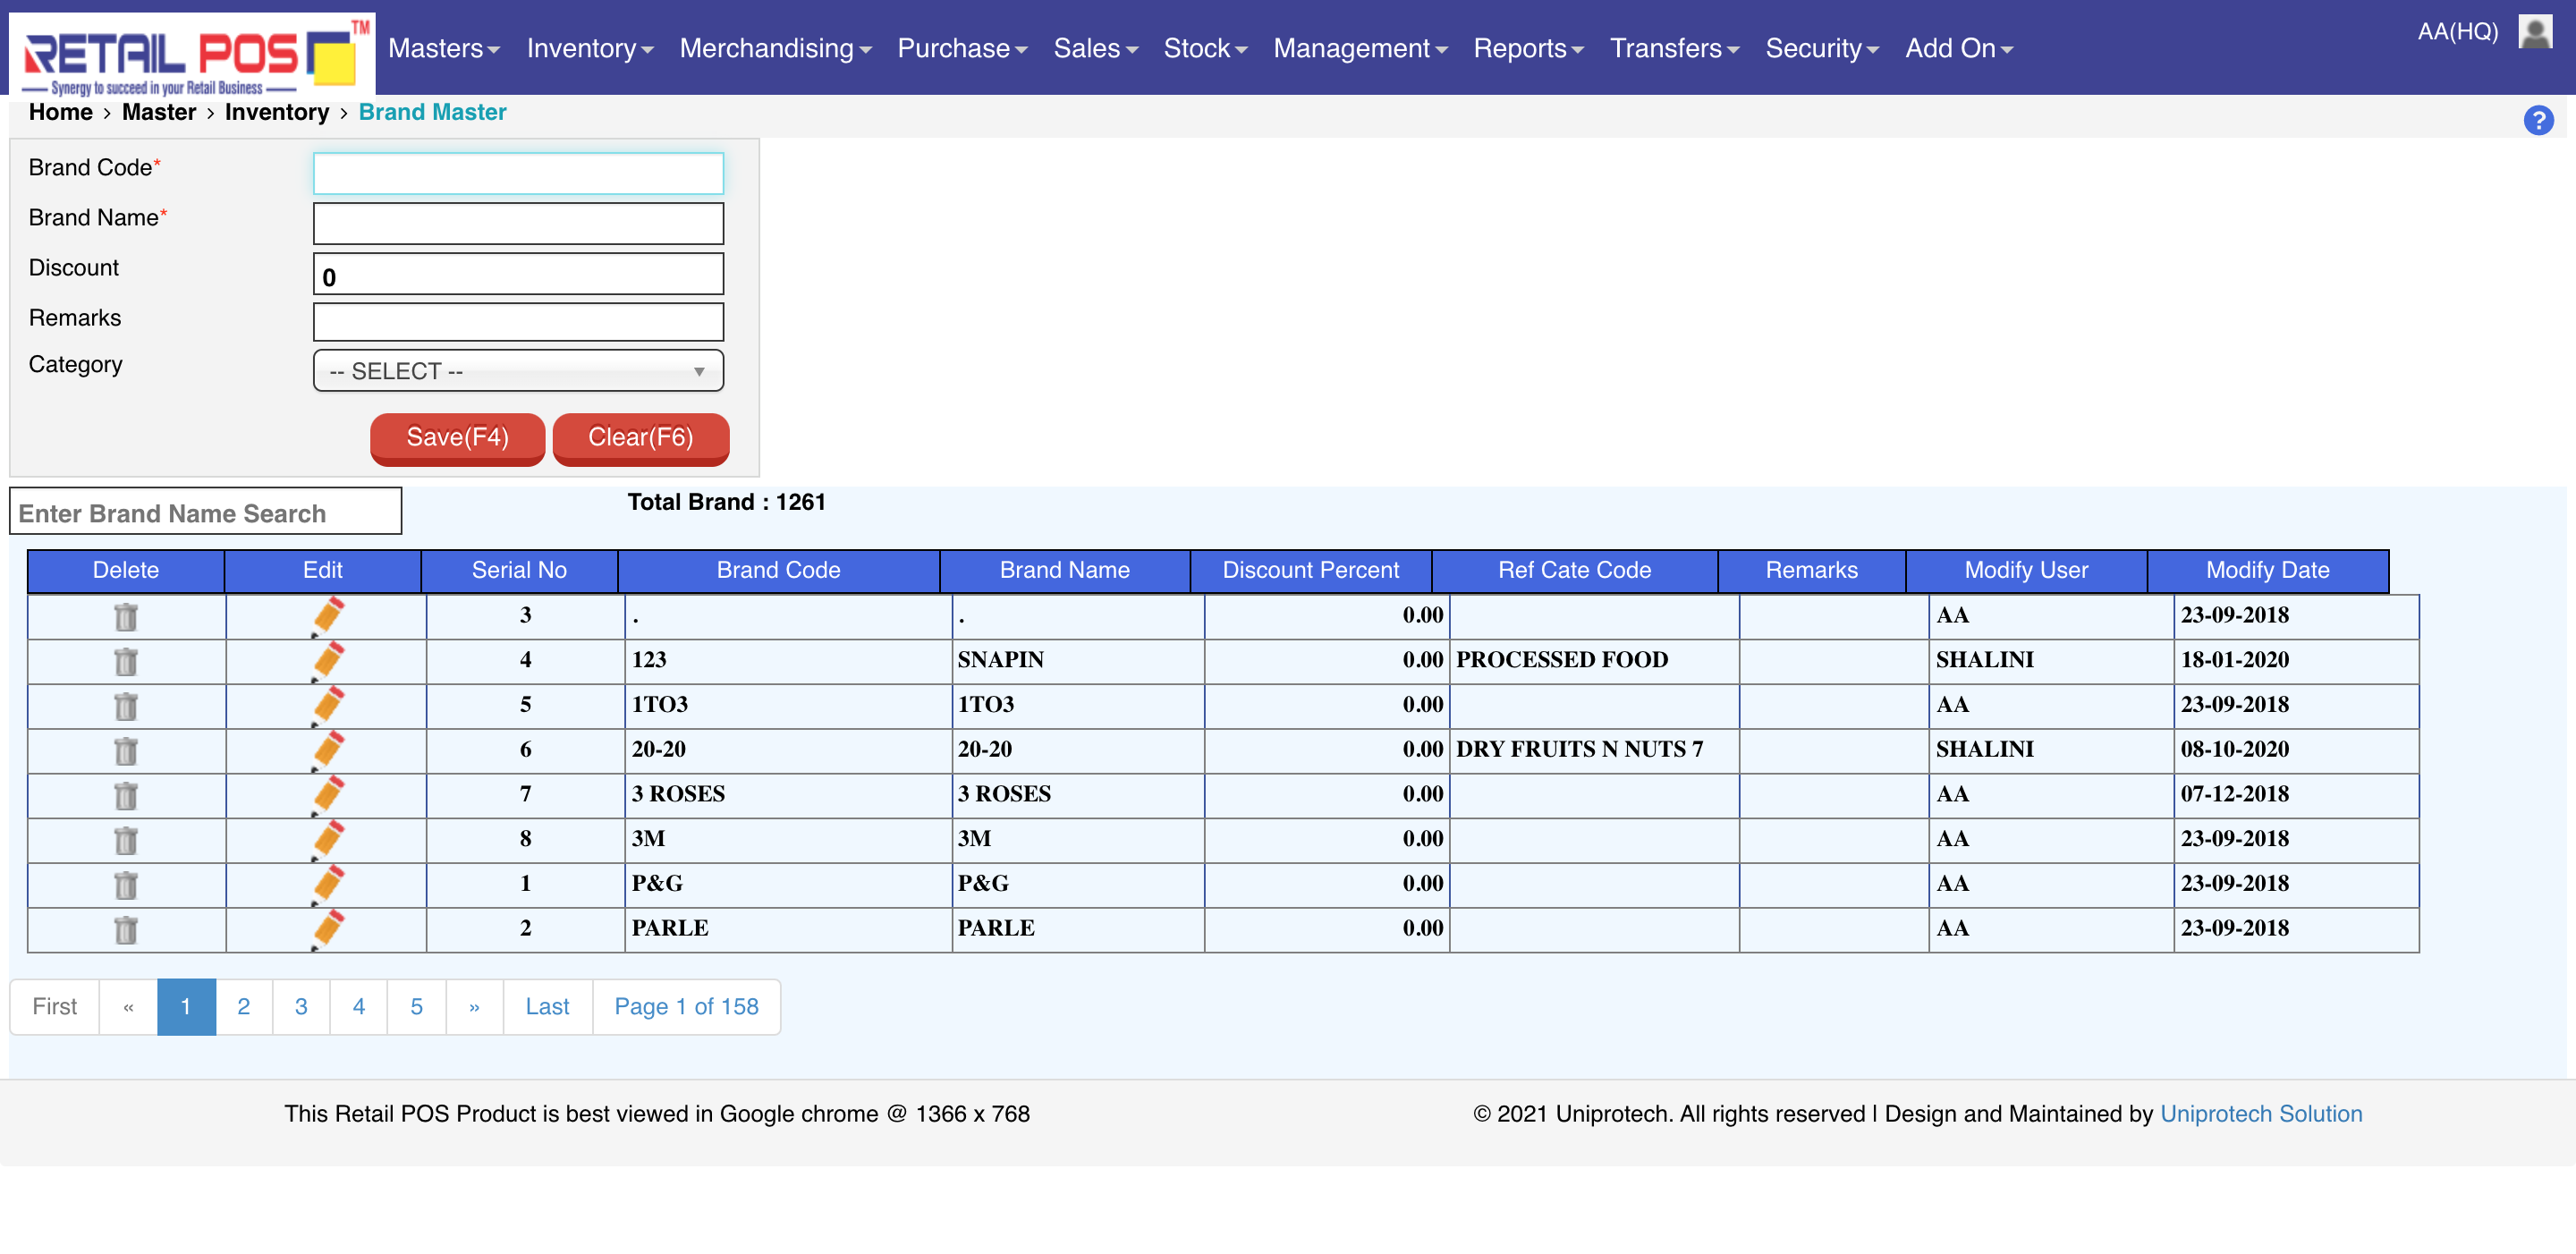 RETAIL POS TM
Synergy to succeed in your Retail Business
Masters Inventory Merchandising Purchase Sales Stock Management Reports Transfers Security Add On AA(HQ)
Home > Master > Inventory > Brand Master ?
Brand Code*
Brand Name*
Discount 0
Remarks
Category -- SELECT --
Save(F4) Clear(F6)
Enter Brand Name Search Total Brand : 1261
Delete Edit Serial No Brand Code Brand Name Discount Percent Ref Cate Code Remarks Modify User Modify Date
3 . . 0.00 AA 23-09-2018
4 123 SNAPIN 0.00 PROCESSED FOOD SHALINI 18-01-2020
5 1TO3 1TO3 0.00 AA 23-09-2018
6 20-20 20-20 0.00 DRY FRUITS N NUTS 7 SHALINI 08-10-2020
7 3 ROSES 3 ROSES 0.00 AA 07-12-2018
8 3M 3M 0.00 AA 23-09-2018
1 P&G P&G 0.00 AA 23-09-2018
2 PARLE PARLE 0.00 AA 23-09-2018
First « 1 2 3 4 5 » Last Page 1 of 158
This Retail POS Product is best viewed in Google chrome @ 1366 x 768 © 2021 Uniprotech. All rights reserved | Design and Maintained by Uniprotech Solution